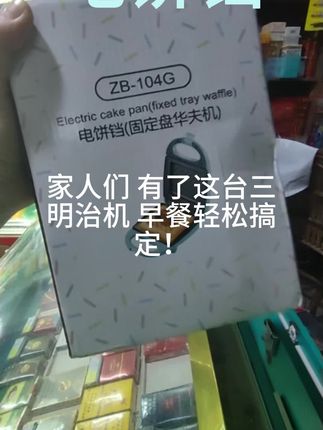 ZB-104G
Electric cake pan(fixed tray waffle)
电饼铛(固定盘华夫机)
家人们 有了这台三
明治机 早餐轻松搞
定！